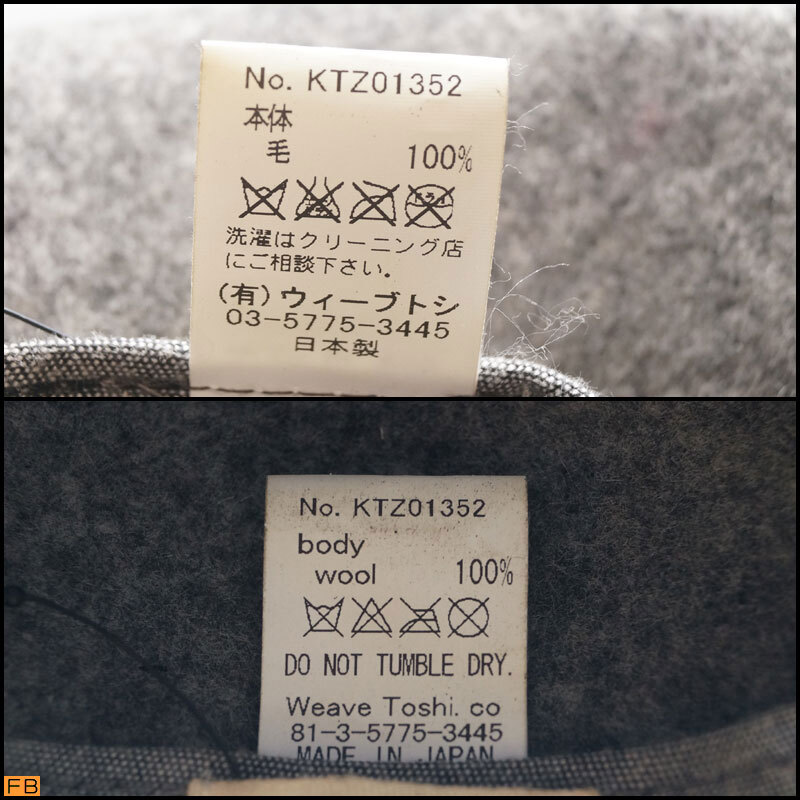 No. KTZ01352
本体
毛 100%
洗濯はクリーニング店
にご相談下さい。
(有)ウィーブトシ
03-5775-3445
日本製
No. KTZ01352
body
wool 100%
DO NOT TUMBLE DRY.
Weave Toshi. co
81-3-5775-3445
MADE IN JAPAN
FB